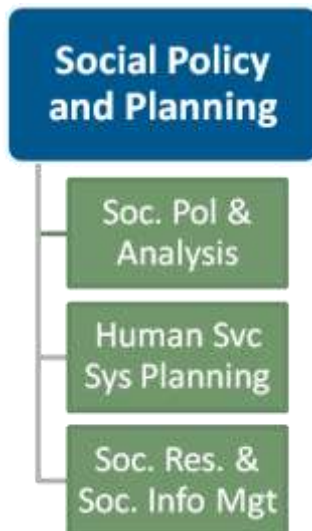 Social Policy
and Planning
Soc. Pol &
Analysis
Human Svc
Sys Planning
Soc. Res. &
Soc. Info Mgt